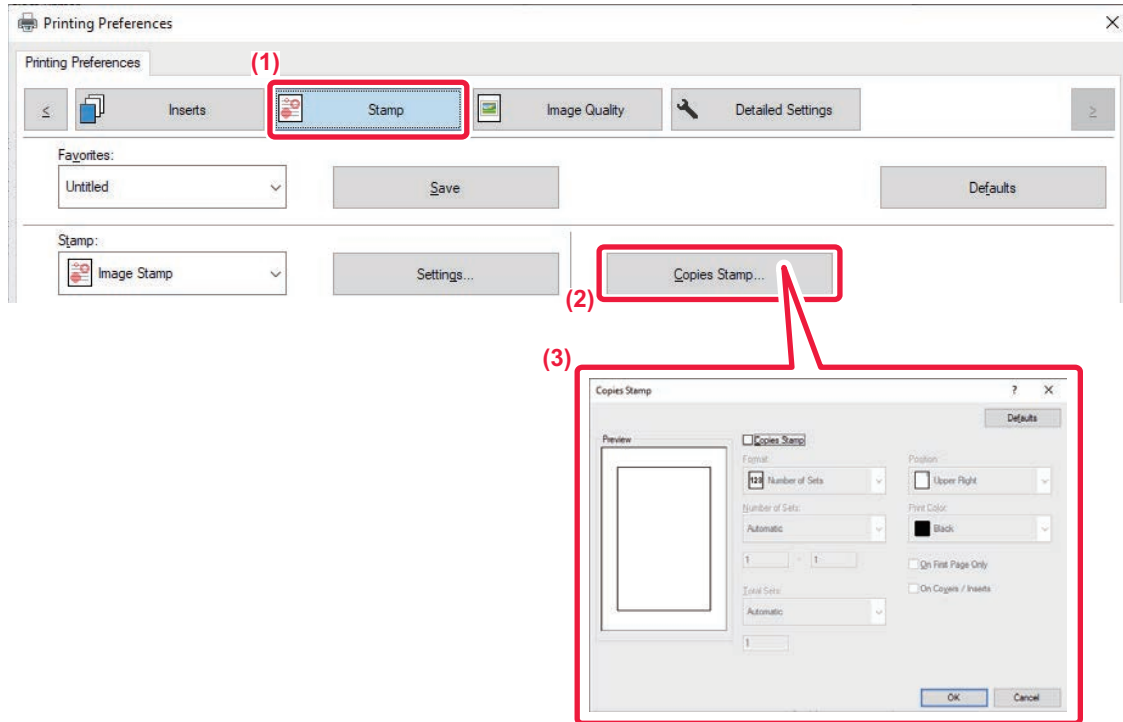 Printing Preferences
Printing Preferences
(1)
<
Inserts
Stamp
Image Quality
Detailed Settings
>
Favorites:
Untitled
Save
Defaults
Stamp:
Image Stamp
Settings...
Copies Stamp...
(2)
(3)
Copies Stamp
?
Defaults
Preview
Copies Stamp
Format:
Position:
123 Number of Sets
Upper Right
Number of Sets:
Print Color:
Automatic
Black
1 - 1
On First Page Only
Total Sets:
On Covers / Inserts
Automatic
1
OK
Cancel